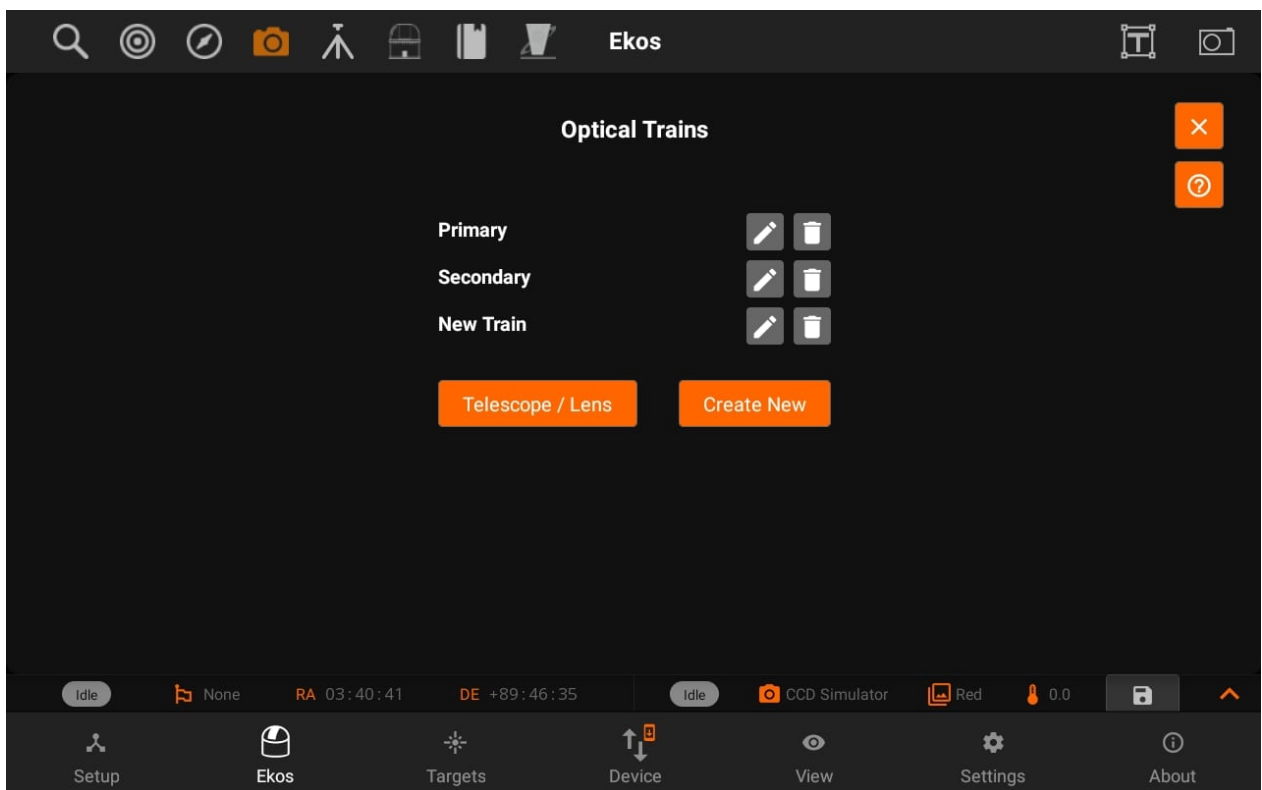 Ekos
Optical Trains
Primary
Secondary
New Train
Telescope / Lens
Create New
Idle None RA 03:40:41 DE +89:46:35 Idle CCD Simulator Red 0.0
Setup Ekos Targets Device View Settings About